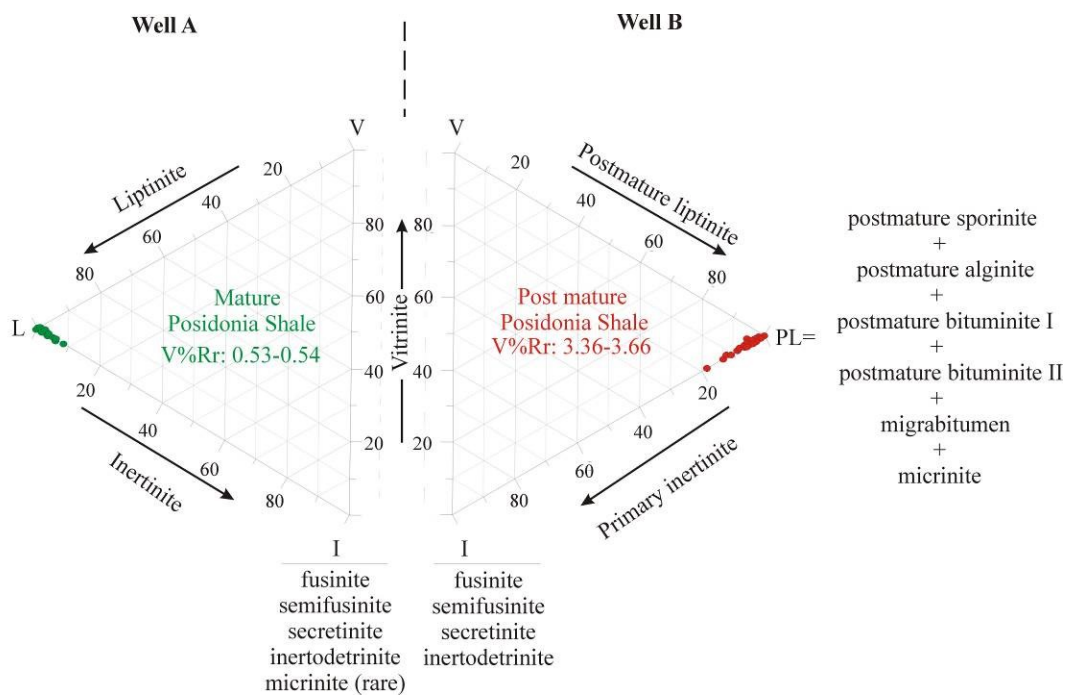 Well A
Well B
V
V
Liptinite
20
40
60
80
L
20
40
60
80
Inertinite
80
60
40
20
Vitrinite
Mature
Posidonia Shale
V%Rr: 0.53-0.54
I
fusinite
semifusinite
secretinite
inertodetrinite
micrinite (rare)
Postmature liptinite
20
40
60
80
80
60
40
20
Post mature
Posidonia Shale
V%Rr: 3.36-3.66
PL=
20
40
60
80
Primary inertinite
I
fusinite
semifusinite
secretinite
inertodetrinite
postmature sporinite
+
postmature alginite
+
postmature bituminite I
+
postmature bituminite II
+
migrabitumen
+
micrinite